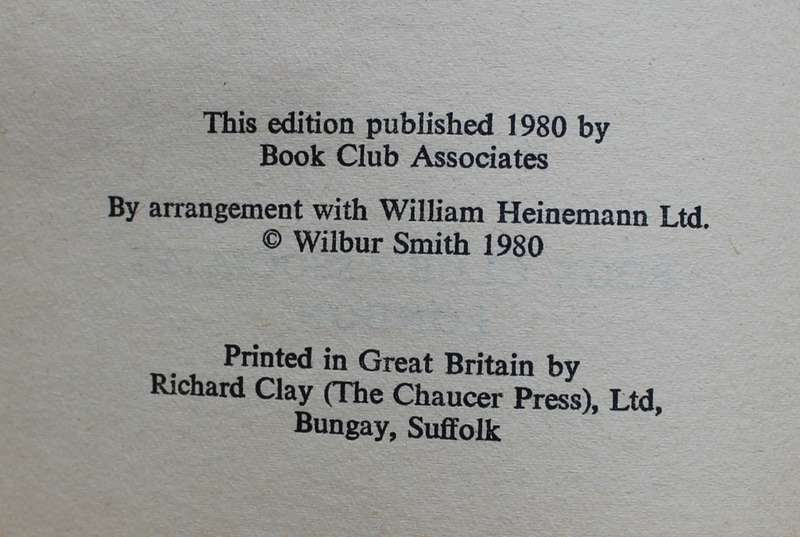 This edition published 1980 by
Book Club Associates
By arrangement with William Heinemann Ltd.
© Wilbur Smith 1980
Printed in Great Britain by
Richard Clay (The Chaucer Press), Ltd,
Bungay, Suffolk